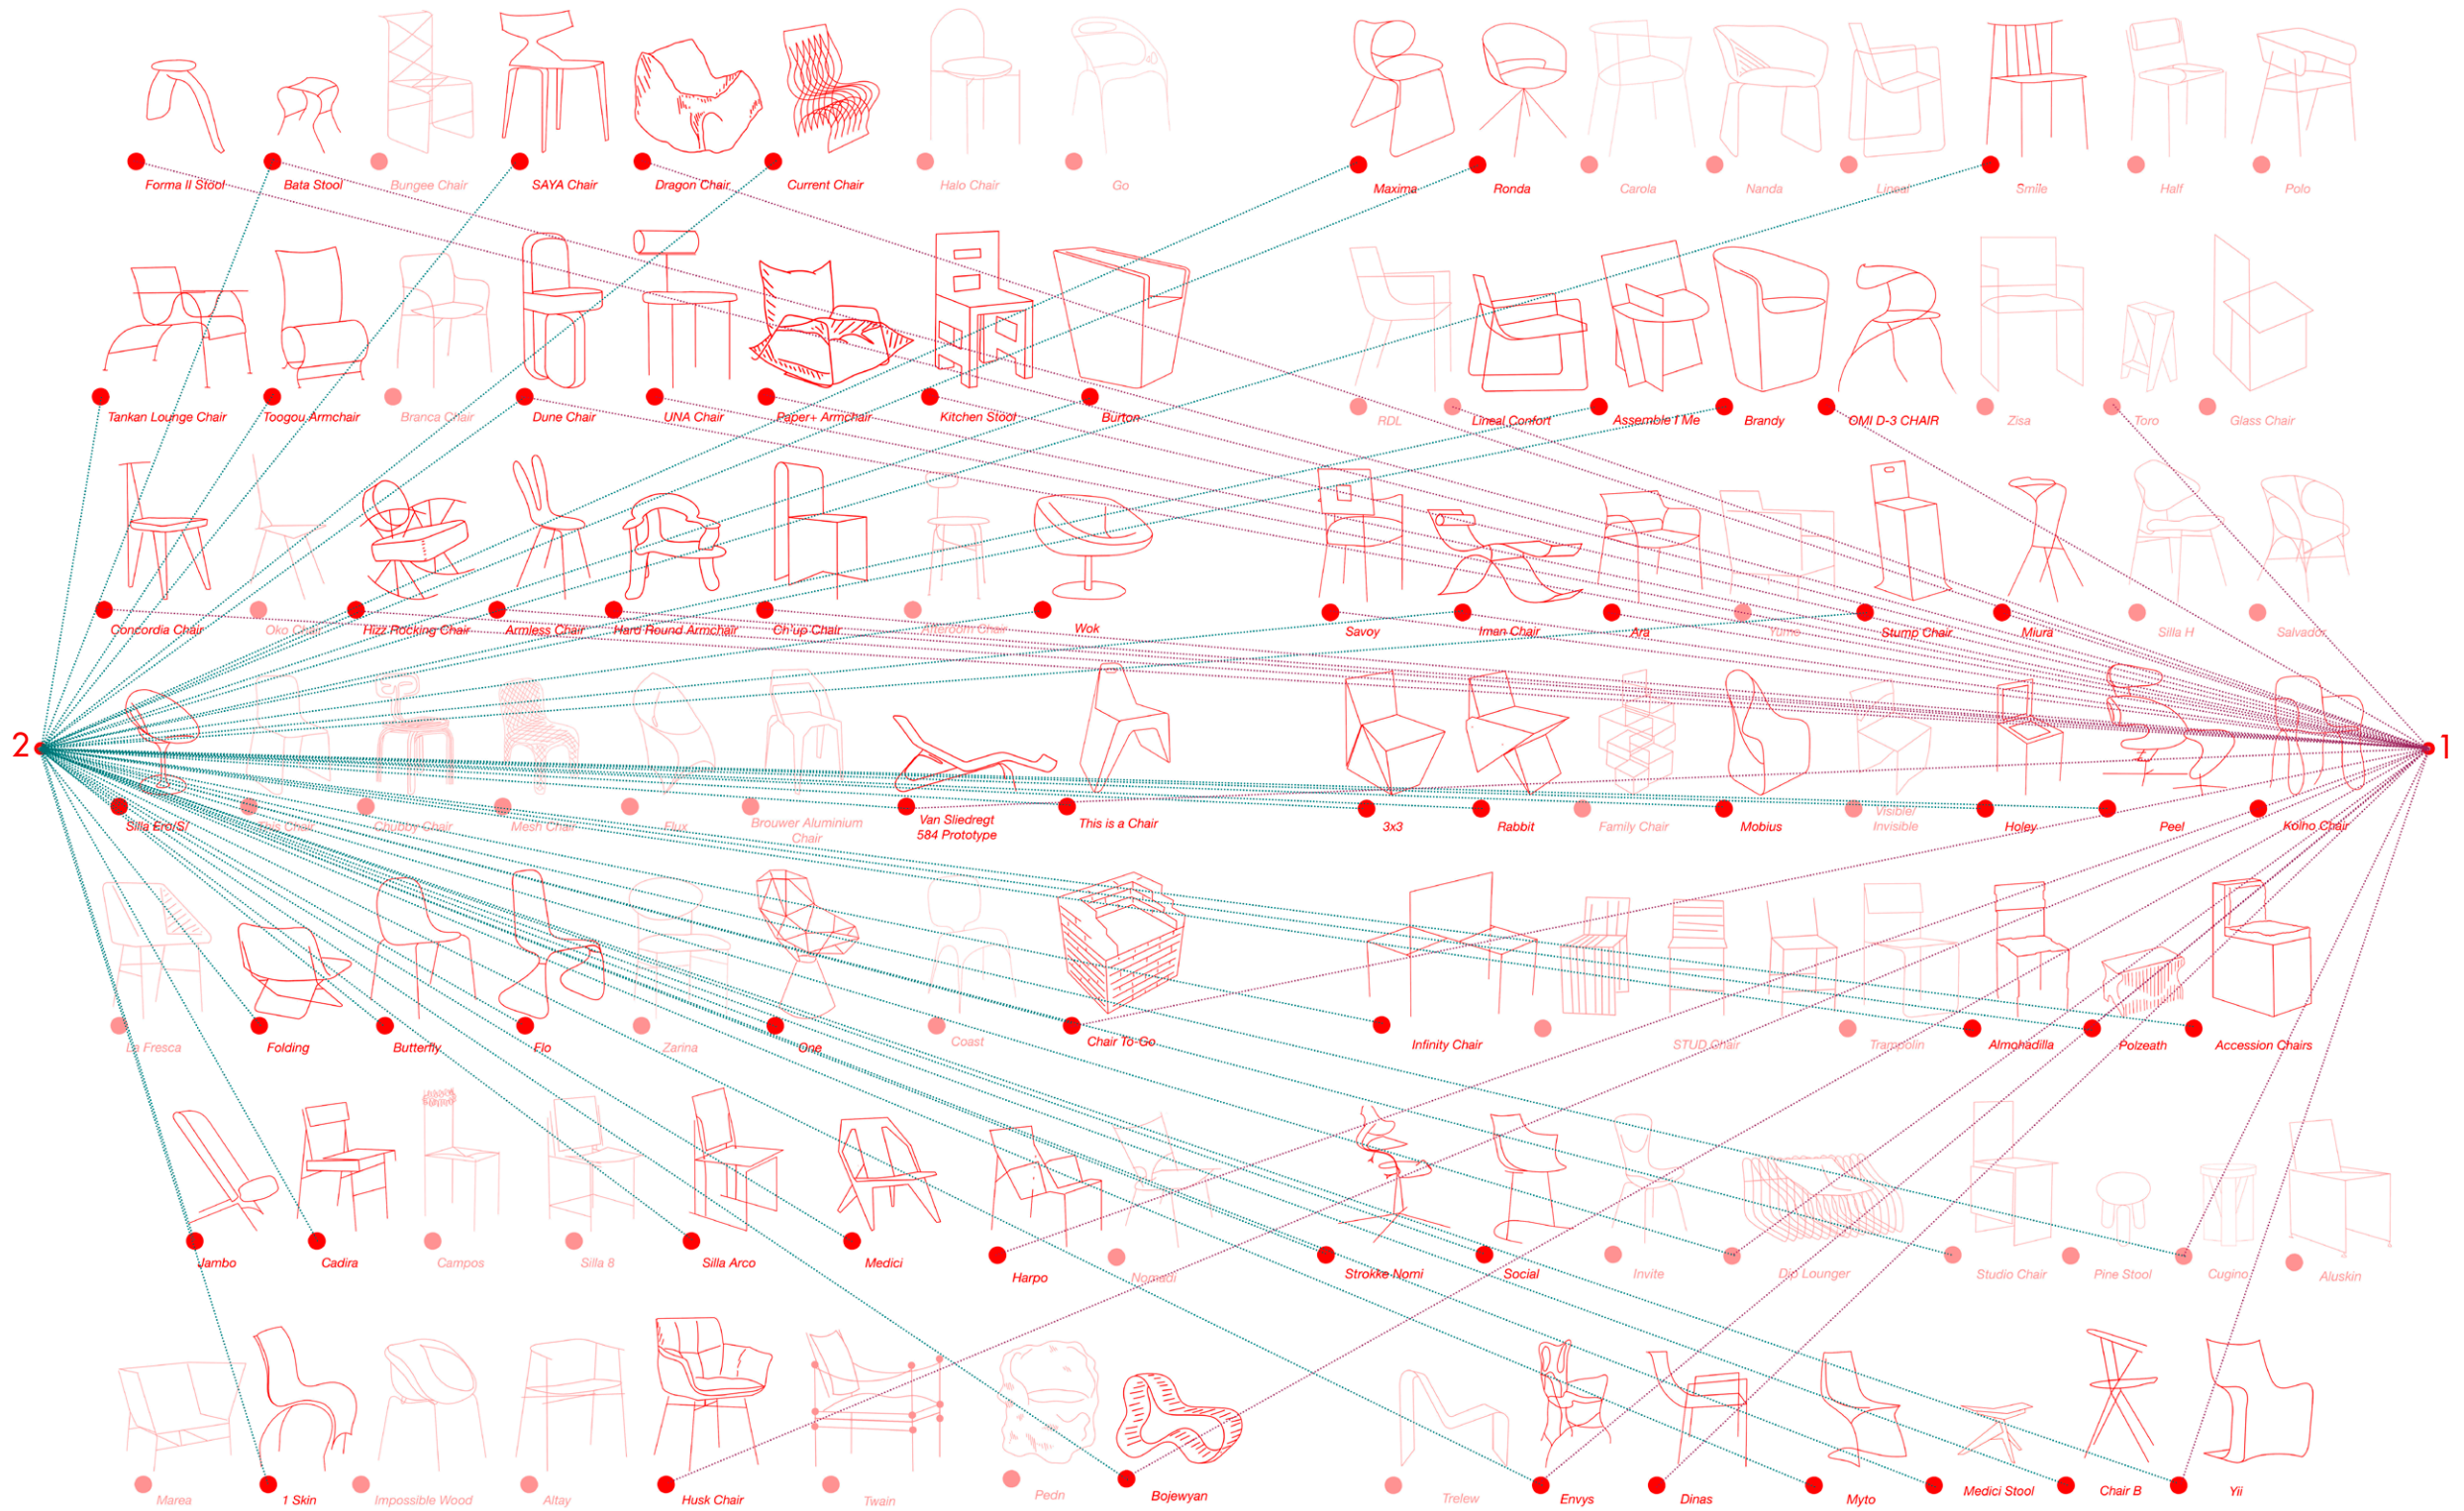 Forma II Stool
Bata Stool
Bungee Chair
SAYA Chair
Dragon Chair
Current Chair
Halo Chair
Go
Maxima
Ronda
Carola
Nanda
Lineal
Smile
Half
Polo
Tankan Lounge Chair
Toogou Armchair
Branca Chair
Dune Chair
UNA Chair
Paper+ Armchair
Kitchen Stool
Burton
RDL
Lineal Confort
Assemble I Me
Brandy
OMI D-3 CHAIR
Zisa
Toro
Glass Chair
Concordia Chair
Oko Chair
Hizz Rocking Chair
Armless Chair
Hard Round Armchair
Ch'up Chair
Afteroom Chair
Wok
Savoy
Iman Chair
Ara
Yume
Stump Chair
Miura
Silla H
Salvador
2
1
Silla Ero/S/
Chair
Chubby Chair
Mesh Chair
Flux
Brouwer Aluminium
Chair
Van Sliedregt
584 Prototype
This is a Chair
3x3
Rabbit
Family Chair
Mobius
Visible/
Invisible
Holey
Peel
Kolho Chair
La Fresca
Folding
Butterfly
Flo
Zarina
One
Coast
Chair To-Go
Infinity Chair
STUD Chair
Trampolin
Almohadilla
Polzeath
Accession Chairs
Jambo
Cadira
Campos
Silla 8
Silla Arco
Medici
Harpo
Nomadi
Strokke Nomi
Social
Invite
Dip Lounger
Studio Chair
Pine Stool
Cugino
Aluskin
Marea
1 Skin
Impossible Wood
Altay
Husk Chair
Twain
Pedn
Bojewyan
Trelew
Envys
Dinas
Myto
Medici Stool
Chair B
Yii